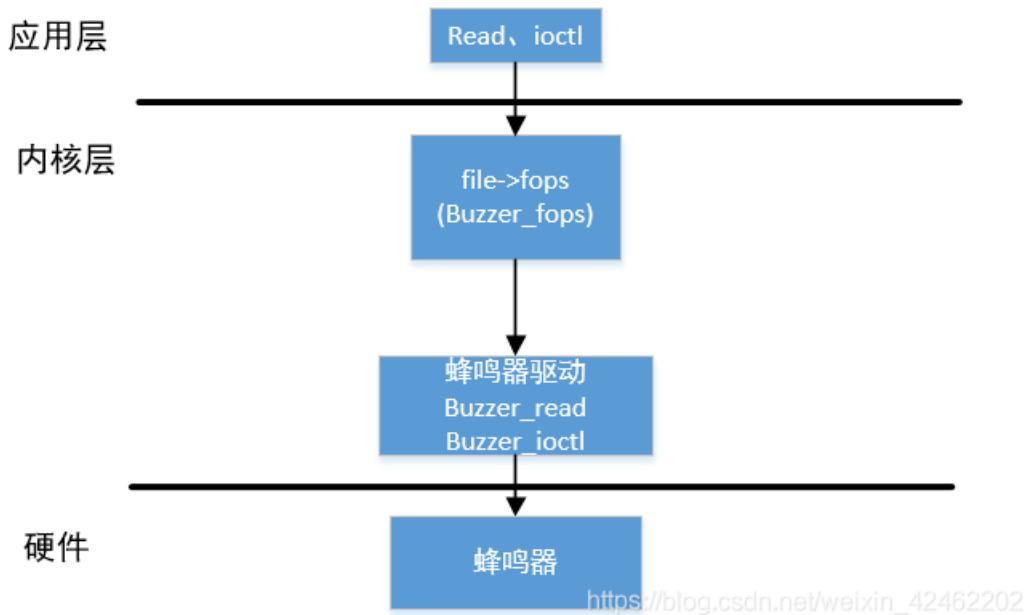 应用层
Read、ioctl
内核层
file->fops
(Buzzer_fops)
蜂鸣器驱动
Buzzer_read
Buzzer_ioctl
硬件
蜂鸣器
https://blog.csdn.net/weixin_42462202